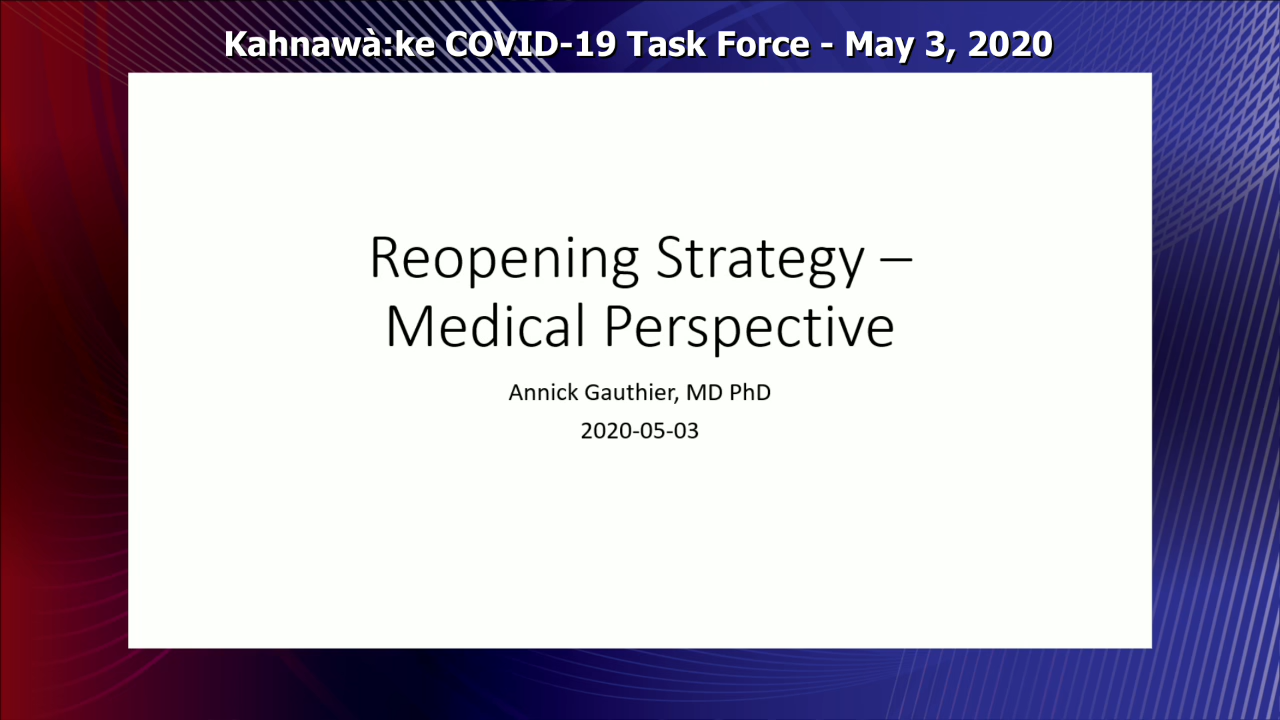 Kahnawà:ke COVID-19 Task Force - May 3, 2020
Reopening Strategy –
Medical Perspective
Annick Gauthier, MD PhD
2020-05-03